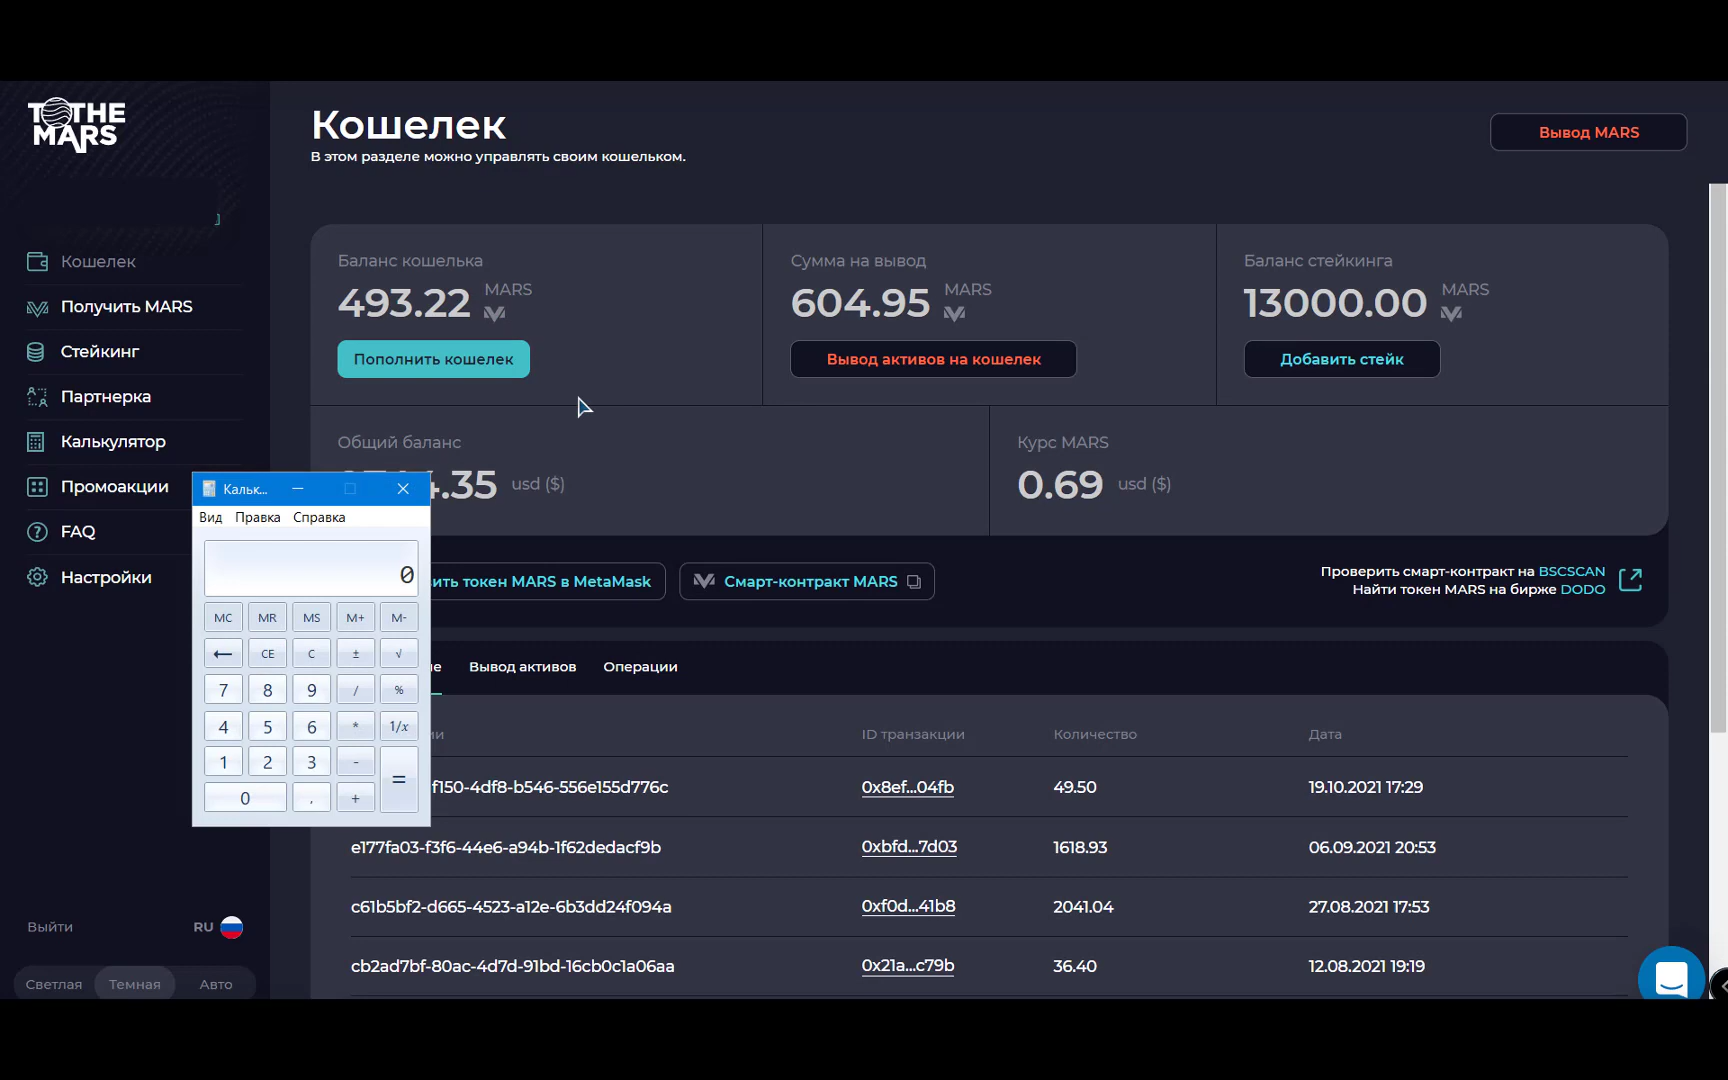 TO THE
MARS
Кошелек
В этом разделе можно управлять своим кошельком.
Вывод MARS
Кошелек
Получить MARS
Стейкинг
Партнерка
Калькулятор
Промоакции
FAQ
Настройки
Выйти
RU
Светлая
Темная
Авто
Баланс кошелька
493.22
MARS
Пополнить кошелек
Сумма на вывод
604.95
MARS
Вывод активов на кошелек
Баланс стейкинга
13000.00
MARS
Добавить стейк
Общий баланс
4.35
usd ($)
Курс MARS
0.69
usd ($)
Кальк...
Вид
Правка
Справка
0
MC
MR
MS
M+
M-
←
CE
C
±
√
7
8
9
/
%
4
5
6
*
1/x
1
2
3
-
=
0
,
+
токен MARS в MetaMask
Смарт-контракт MARS
Проверить смарт-контракт на BSCSCAN
Найти токен MARS на бирже DODO
Вывод активов
Операции
ID транзакции
Количество
Дата
f150-4df8-b546-556e155d776c
0x8ef...04fb
49.50
19.10.2021 17:29
e177fa03-f3f6-44e6-a94b-1f62dedacf9b
0xbfd...7d03
1618.93
06.09.2021 20:53
c61b5bf2-d665-4523-a12e-6b3dd24f094a
0xf0d...41b8
2041.04
27.08.2021 17:53
cb2ad7bf-80ac-4d7d-91bd-16cb0c1a06aa
0x21a...c79b
36.40
12.08.2021 19:19